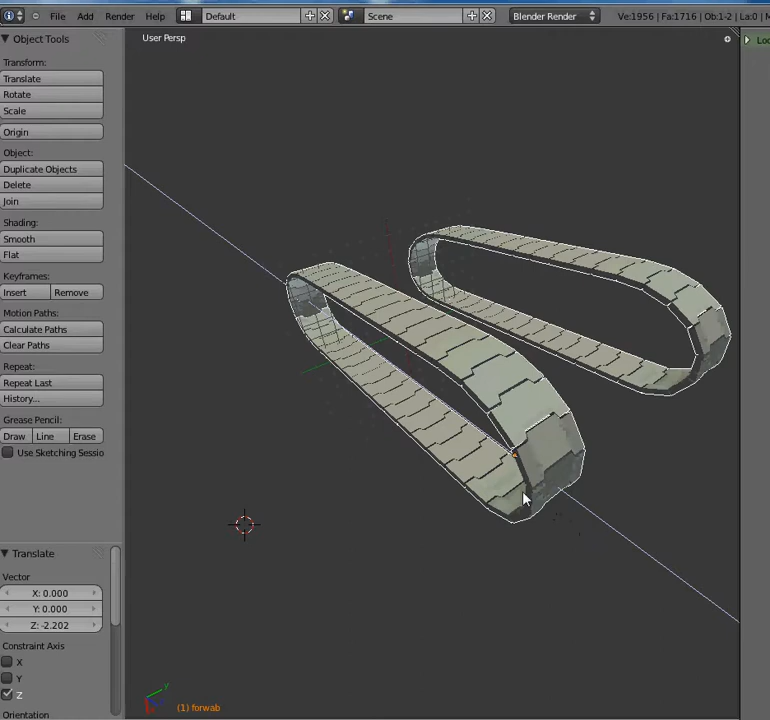 File Add Render Help Default Scene Blender Render Ve:1956 | Fa:1716 | Ob:1-2 | La:0 | M
Object Tools
User Persp
Loc
Transform:
Translate
Rotate
Scale
Origin
Object:
Duplicate Objects
Delete
Join
Shading:
Smooth
Flat
Keyframes:
Insert Remove
Motion Paths:
Calculate Paths
Clear Paths
Repeat:
Repeat Last
History...
Grease Pencil:
Draw Line Erase
Use Sketching Sessio
Translate
Vector
X: 0.000
Y: 0.000
Z: -2.202
Constraint Axis
X
Y
Z
Orientation
Y
(1) forwab